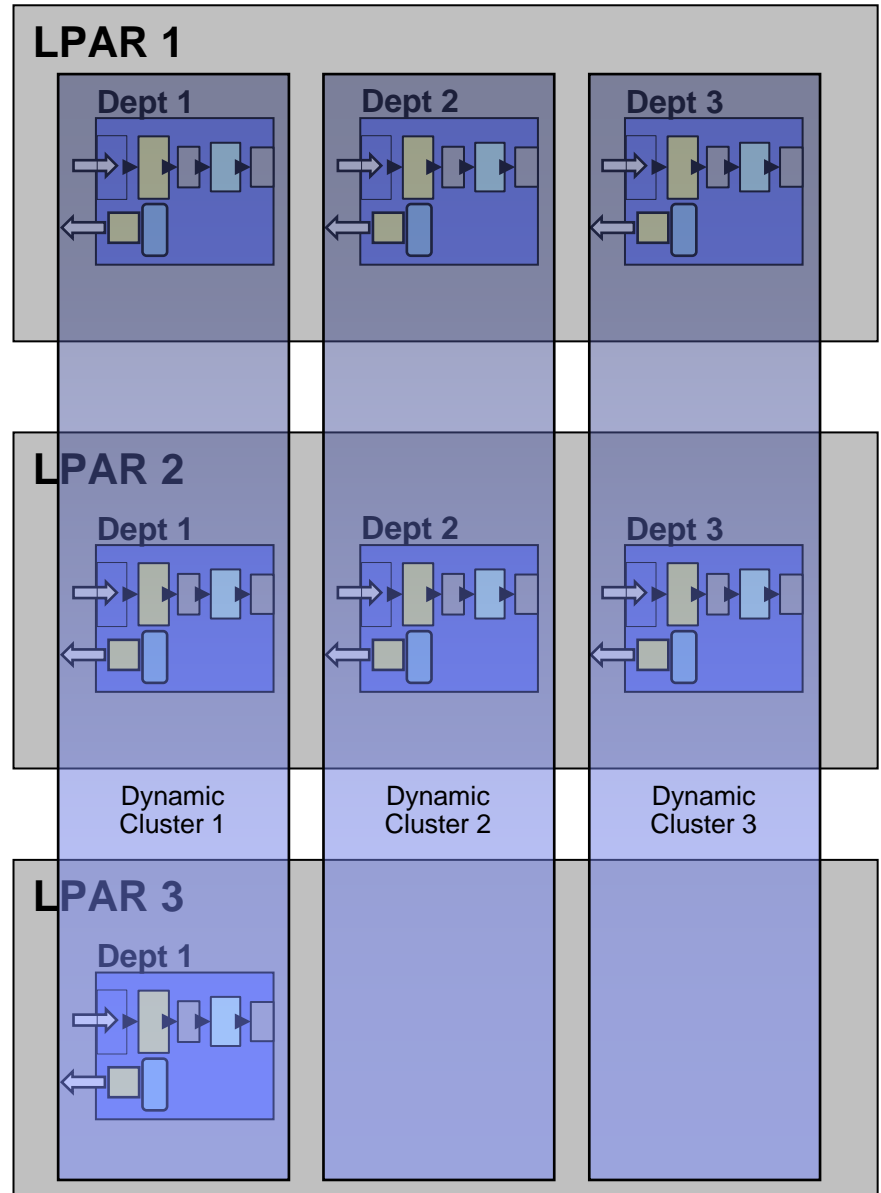 LPAR 1
Dept 1
Dept 2
Dept 3
LPAR 2
Dept 1
Dept 2
Dept 3
Dynamic
Cluster 1
Dynamic
Cluster 2
Dynamic
Cluster 3
LPAR 3
Dept 1